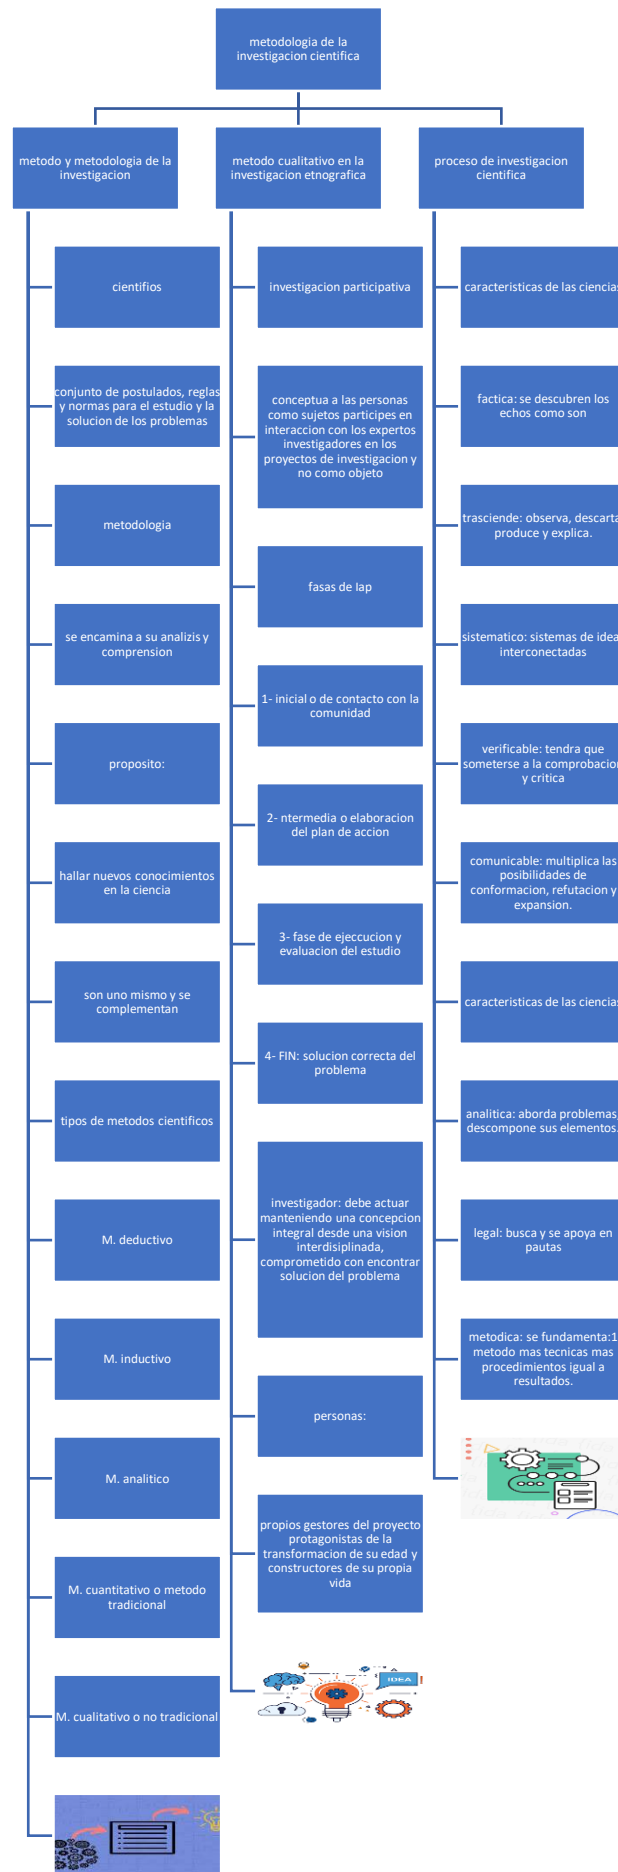 metodologia de la
investigacion cientifica
metodo y metodologia de la
investigacion
cientifios
conjunto de postulados, reglas
y normas para el estudio y la
solucion de los problemas
metodologia
se encamina a su analizis y
comprension
proposito:
hallar nuevos conocimientos
en la ciencia
son uno mismo y se
complementan
tipos de metodos cientificos
M. deductivo
M. inductivo
M. analitico
M. cuantitativo o metodo
tradicional
M. cualitativo o no tradicional
metodo cualitativo en la
investigacion etnografica
investigacion participativa
conceptua a las personas
como sujetos participes en
interaccion con los expertos
investigadores en los
proyectos de investigacion y
no como objeto
fasas de Iap
1- inicial o de contacto con la
comunidad
2- ntermedia o elaboracion
del plan de accion
3- fase de ejeccucion y
evaluacion del estudio
4- FIN: solucion correcta del
problema
investigador: debe actuar
manteniendo una concepcion
integral desde una vision
interdisiplinada,
comprometido con encontrar
solucion del problema
personas:
propios gestores del proyecto
protagonistas de la
transformacion de su edad y
constructores de su propia
vida
IDEA
proceso de investigacion
cientifica
caracteristicas de las ciencias
factica: se descubren los
echos como son
trasciende: observa, descarta,
produce y explica.
sistematico: sistemas de idea
interconectadas
verificable: tendra que
someterse a la comprobacion
y critica
comunicable: multiplica las
posibilidades de
conformacion, refutacion y
expansion.
caracteristicas de las ciencias
analitica: aborda problemas,
descompone sus elementos.
legal: busca y se apoya en
pautas
metodica: se fundamenta:1
metodo mas tecnicas mas
procedimientos igual a
resultados.